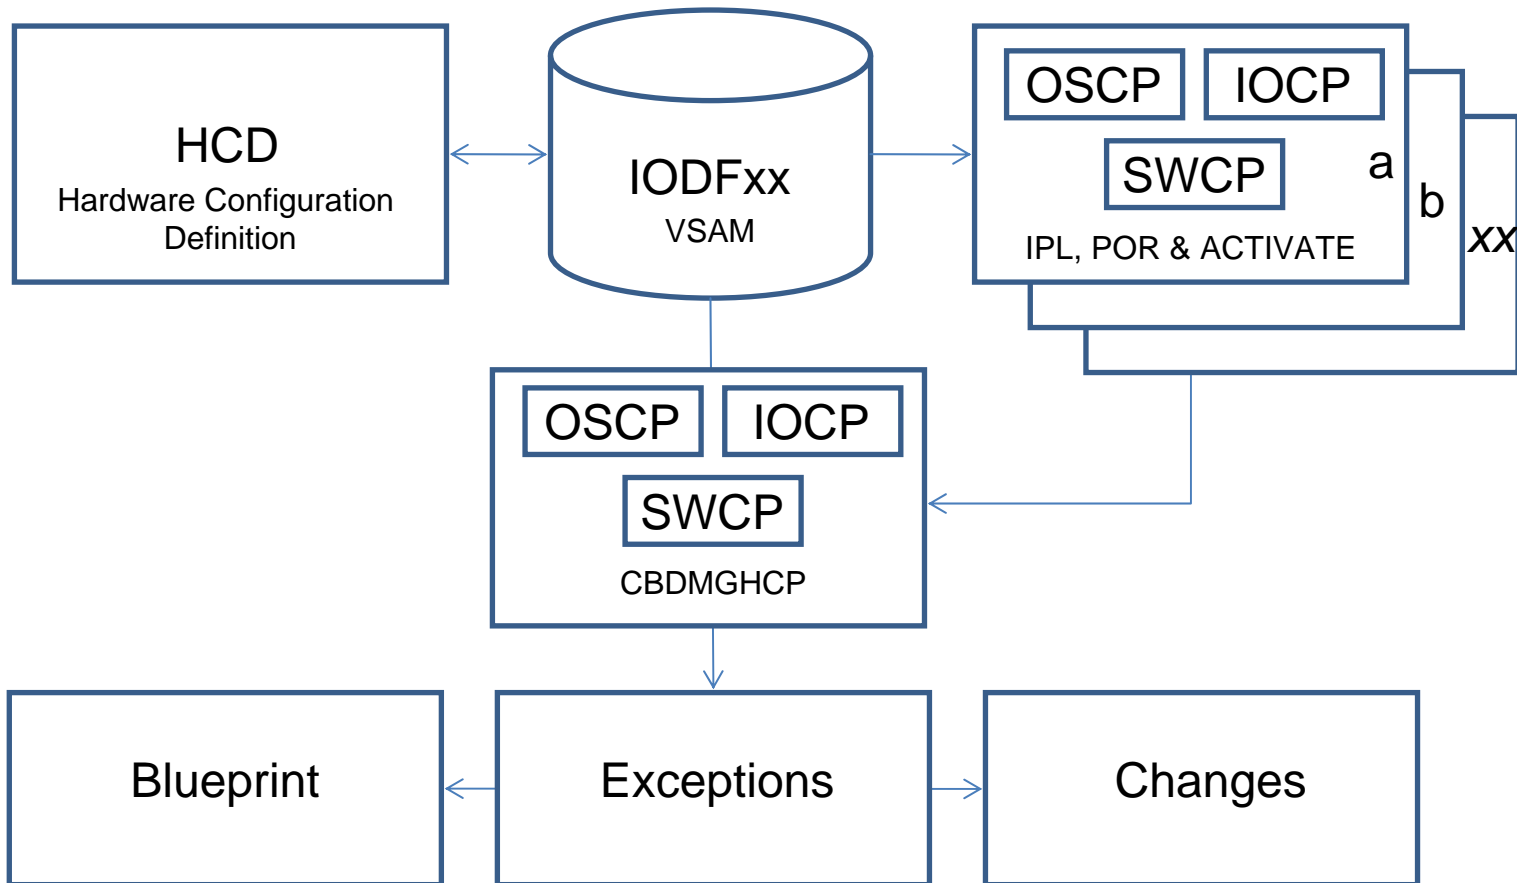 HCD
Hardware Configuration
Definition
IODFxx
VSAM
OSCP
IOCP
SWCP
a
IPL, POR & ACTIVATE
b
xx
OSCP
IOCP
SWCP
CBDMGHCP
Blueprint
Exceptions
Changes